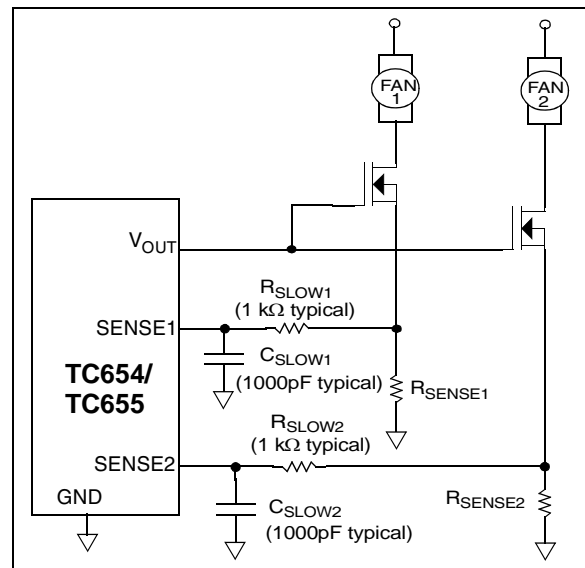 FAN
1
FAN
2
VOUT
RSLOW1
(1 kΩ typical)
SENSE1
CSLOW1
(1000pF typical)
TC654/
TC655
RSENSE1
RSLOW2
(1 kΩ typical)
SENSE2
GND
CSLOW2
(1000pF typical)
RSENSE2